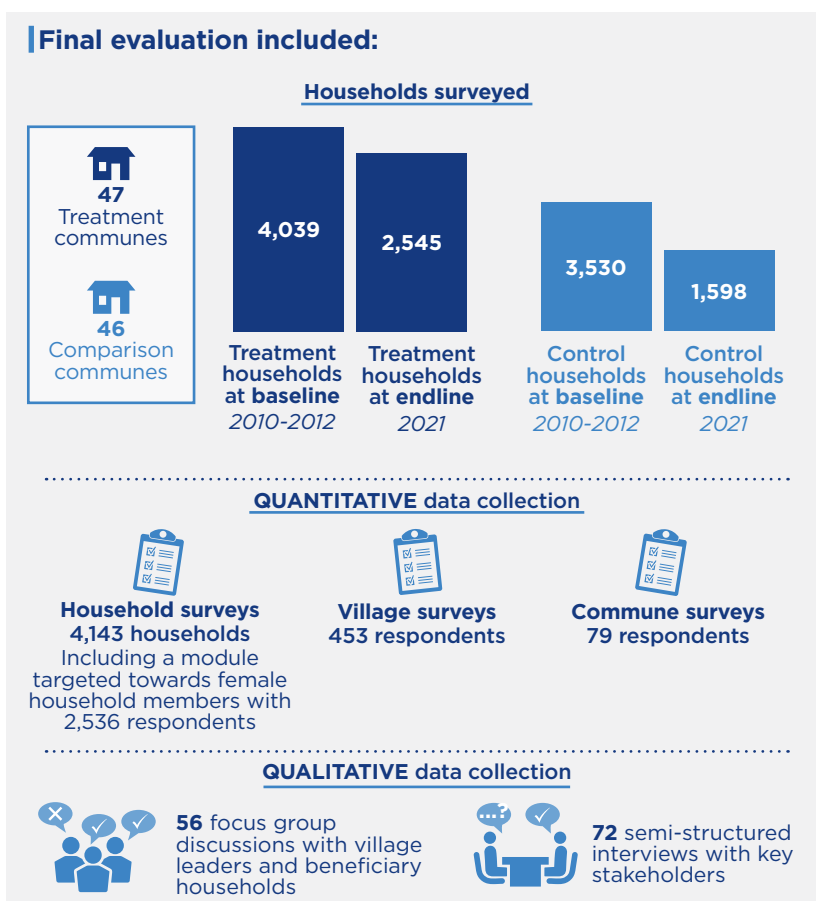 Final evaluation included:
Households surveyed
47
Treatment
communes
46
Comparison
communes
4,039
2,545
3,530
1,598
Treatment
households
at baseline
2010-2012
Treatment
households
at endline
2021
Control
households
at baseline
2010-2012
Control
households
at endline
2021
QUANTITATIVE data collection
Household surveys
4,143 households
Including a module
targeted towards female
household members with
2,536 respondents
Village surveys
453 respondents
Commune surveys
79 respondents
QUALITATIVE data collection
56 focus group
discussions with village
leaders and beneficiary
households
...?
72 semi-structured
interviews with key
stakeholders